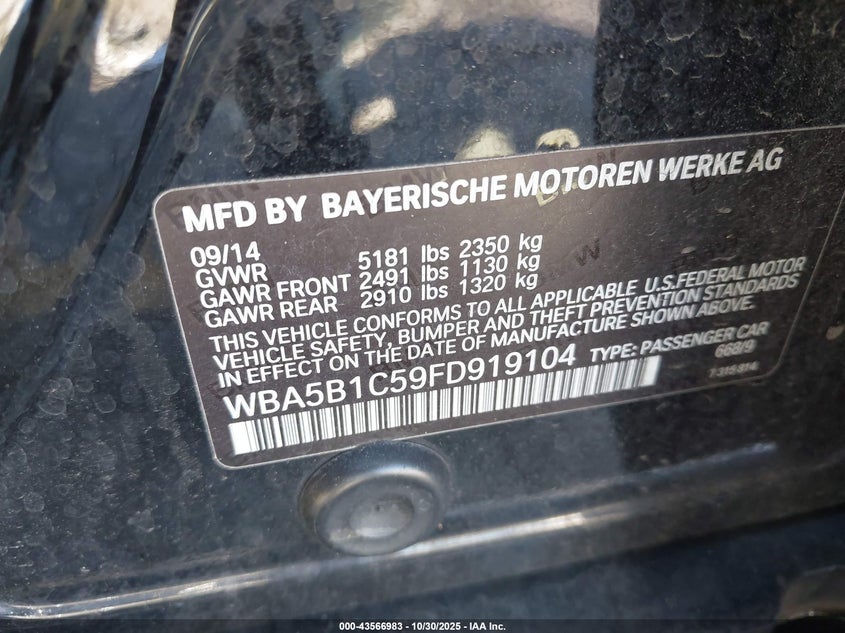 MFD BY BAYERISCHE MOTOREN WERKE AG
09/14
GVWR 5181 lbs 2350 kg
GAWR FRONT 2491 lbs 1130 kg
GAWR REAR 2910 lbs 1320 kg
THIS VEHICLE CONFORMS TO ALL APPLICABLE U.S.FEDERAL MOTOR
VEHICLE SAFETY, BUMPER AND THEFT PREVENTION STANDARDS
IN EFFECT ON THE DATE OF MANUFACTURE SHOWN ABOVE.
WBA5B1C59FD919104 TYPE: PASSENGER CAR
668/9
7315814
000-43566983 - 10/30/2025 - IAA Inc.